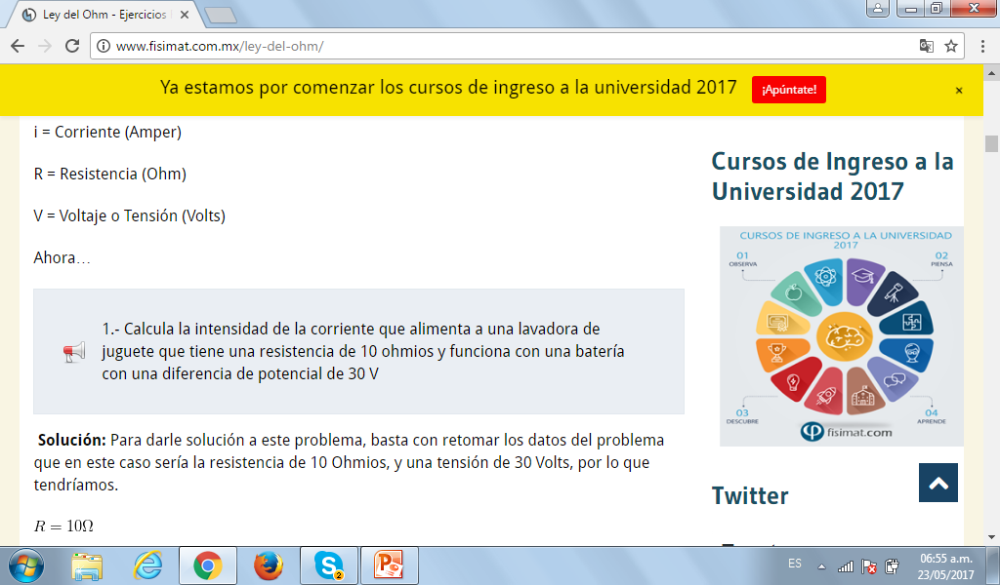 Ley del Ohm - Ejercicios
www.fisimat.com.mx/ley-del-ohm/
Ya estamos por comenzar los cursos de ingreso a la universidad 2017
¡Apúntate!
×
i = Corriente (Amper)
R = Resistencia (Ohm)
V = Voltaje o Tensión (Volts)
Ahora…
1.- Calcula la intensidad de la corriente que alimenta a una lavadora de
juguete que tiene una resistencia de 10 ohmios y funciona con una batería
con una diferencia de potencial de 30 V
Solución: Para darle solución a este problema, basta con retomar los datos del problema
que en este caso sería la resistencia de 10 Ohmios, y una tensión de 30 Volts, por lo que
tendríamos.
R = 10Ω
Cursos de Ingreso a la
Universidad 2017
CURSOS DE INGRESO A LA UNIVERSIDAD
2017
01
OBSERVA
02
PIENSA
03
DESCUBRE
04
APRENDE
fisimat.com
Twitter
2
ES
06:55 a.m.
23/05/2017